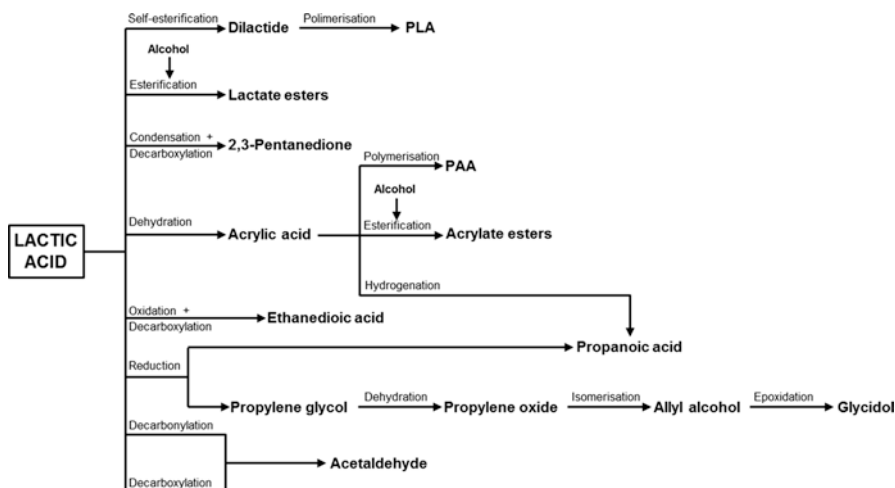 Self-esterification
Dilactide
Polimerisation
PLA
Alcohol
Esterification
Lactate esters
Condensation +
Decarboxylation
2,3-Pentanedione
Polymerisation
PAA
Alcohol
Dehydration
Acrylic acid
Esterification
Acrylate esters
LACTIC
ACID
Hydrogenation
Oxidation +
Decarboxylation
Ethanedioic acid
Propanoic acid
Reduction
Propylene glycol
Dehydration
Propylene oxide
Isomerisation
Allyl alcohol
Epoxidation
Glycidol
Decarbonylation
Acetaldehyde
Decarboxylation